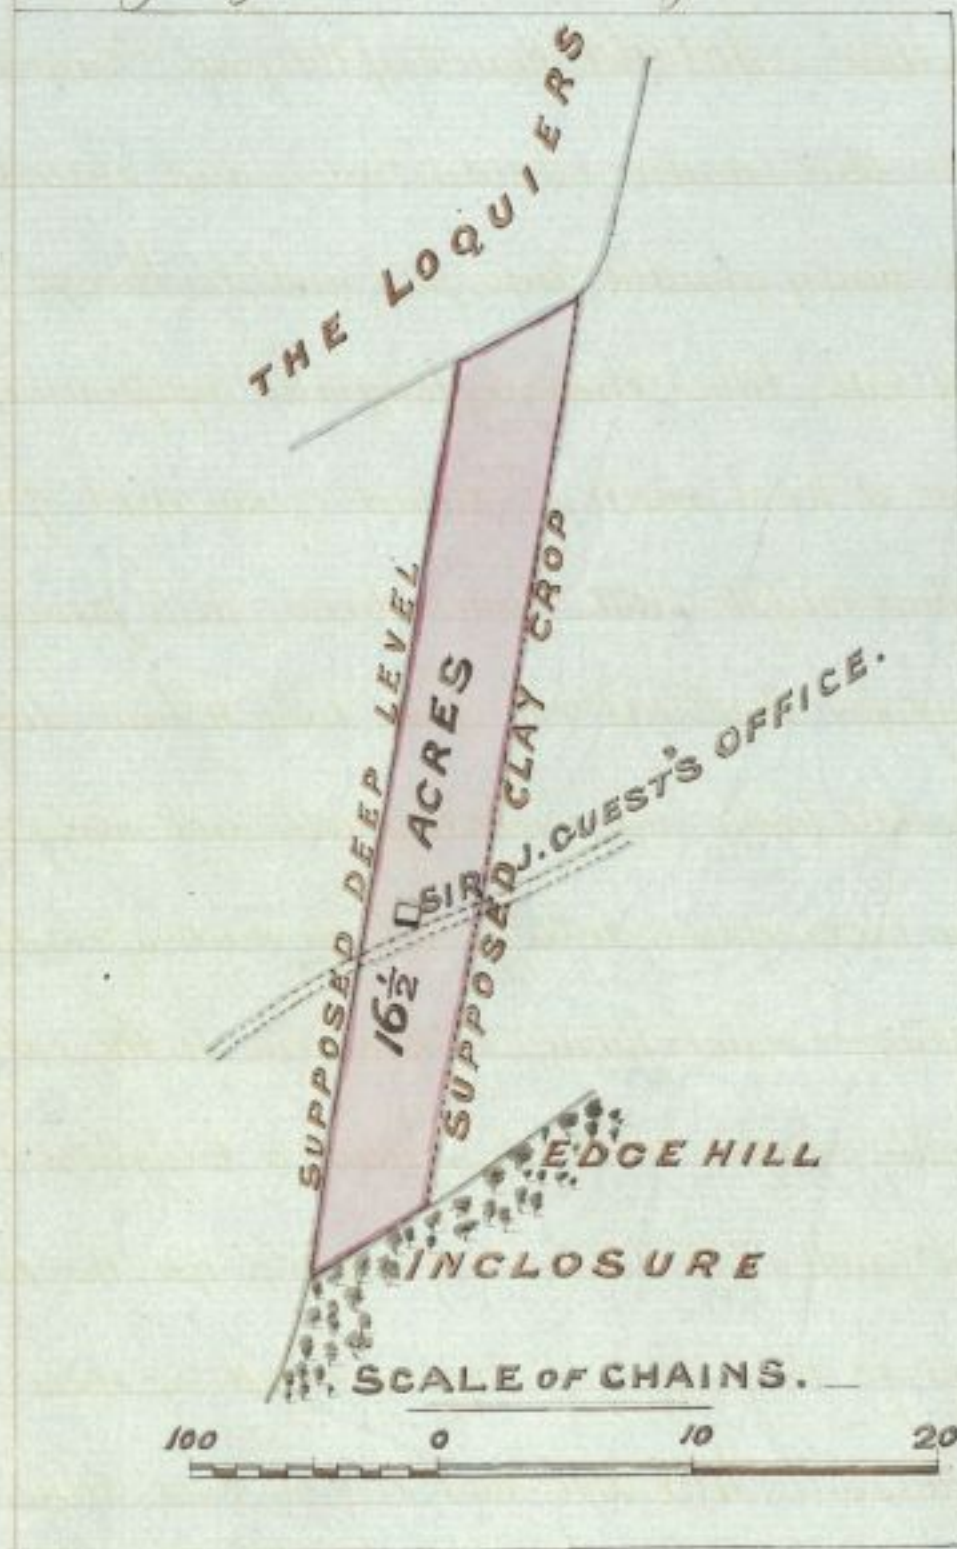 THE LOQUIERS
SUPPOSED DEEP LEVEL
16½ ACRES
SUPPOSED CLAY CROP
SIR J. GUEST'S OFFICE.
EDGE HILL
INCLOSURE
SCALE OF CHAINS.
100 0 10 20